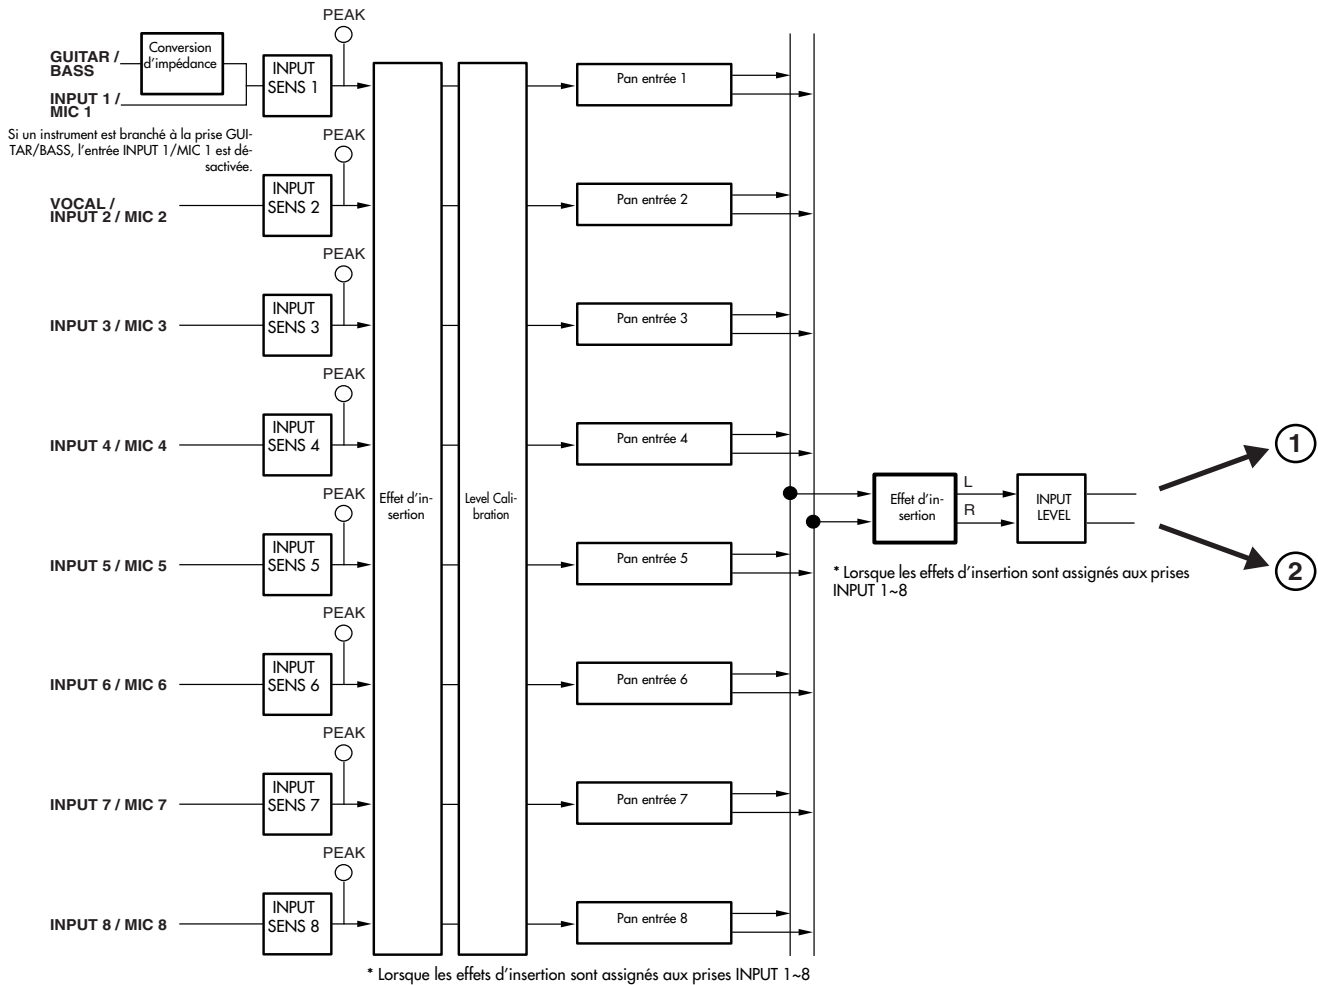 PEAK
GUITAR /
BASS
Conversion
d'impédance
INPUT
SENS 1
INPUT 1 /
MIC 1
Pan entrée 1
Si un instrument est branché à la prise GUI-
TAR/BASS, l'entrée INPUT 1/MIC 1 est dé-
sactivée.
PEAK
VOCAL /
INPUT 2 / MIC 2
INPUT
SENS 2
Pan entrée 2
PEAK
INPUT 3 / MIC 3
INPUT
SENS 3
Pan entrée 3
PEAK
INPUT 4 / MIC 4
INPUT
SENS 4
Pan entrée 4
PEAK
Effet d'in-
sertion
Level Cali-
bration
Effet d'in-
sertion
L
R
INPUT
LEVEL
1
2
* Lorsque les effets d'insertion sont assignés aux prises
INPUT 1~8
INPUT 5 / MIC 5
INPUT
SENS 5
Pan entrée 5
PEAK
INPUT 6 / MIC 6
INPUT
SENS 6
Pan entrée 6
PEAK
INPUT 7 / MIC 7
INPUT
SENS 7
Pan entrée 7
PEAK
INPUT 8 / MIC 8
INPUT
SENS 8
Pan entrée 8
* Lorsque les effets d'insertion sont assignés aux prises INPUT 1~8